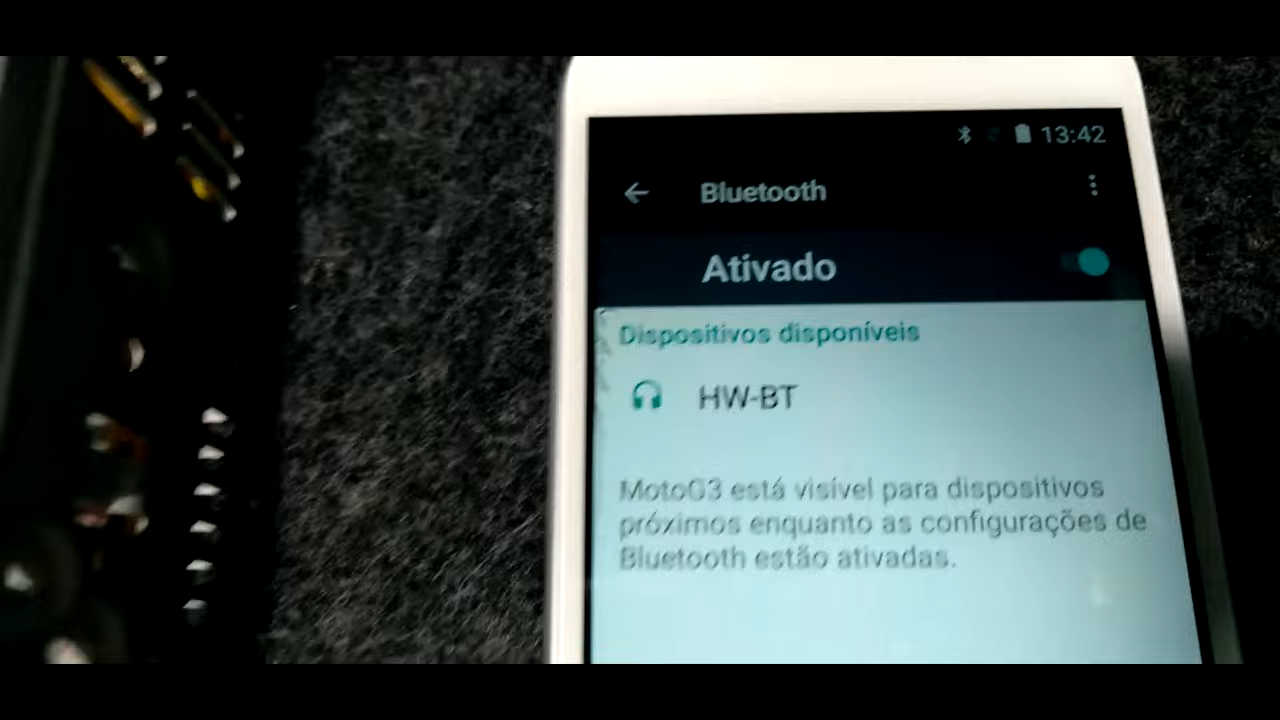 13:42
Bluetooth
Ativado
Dispositivos disponíveis
HW-BT
MotoG3 está visível para dispositivos
próximos enquanto as configurações de
Bluetooth estão ativadas.